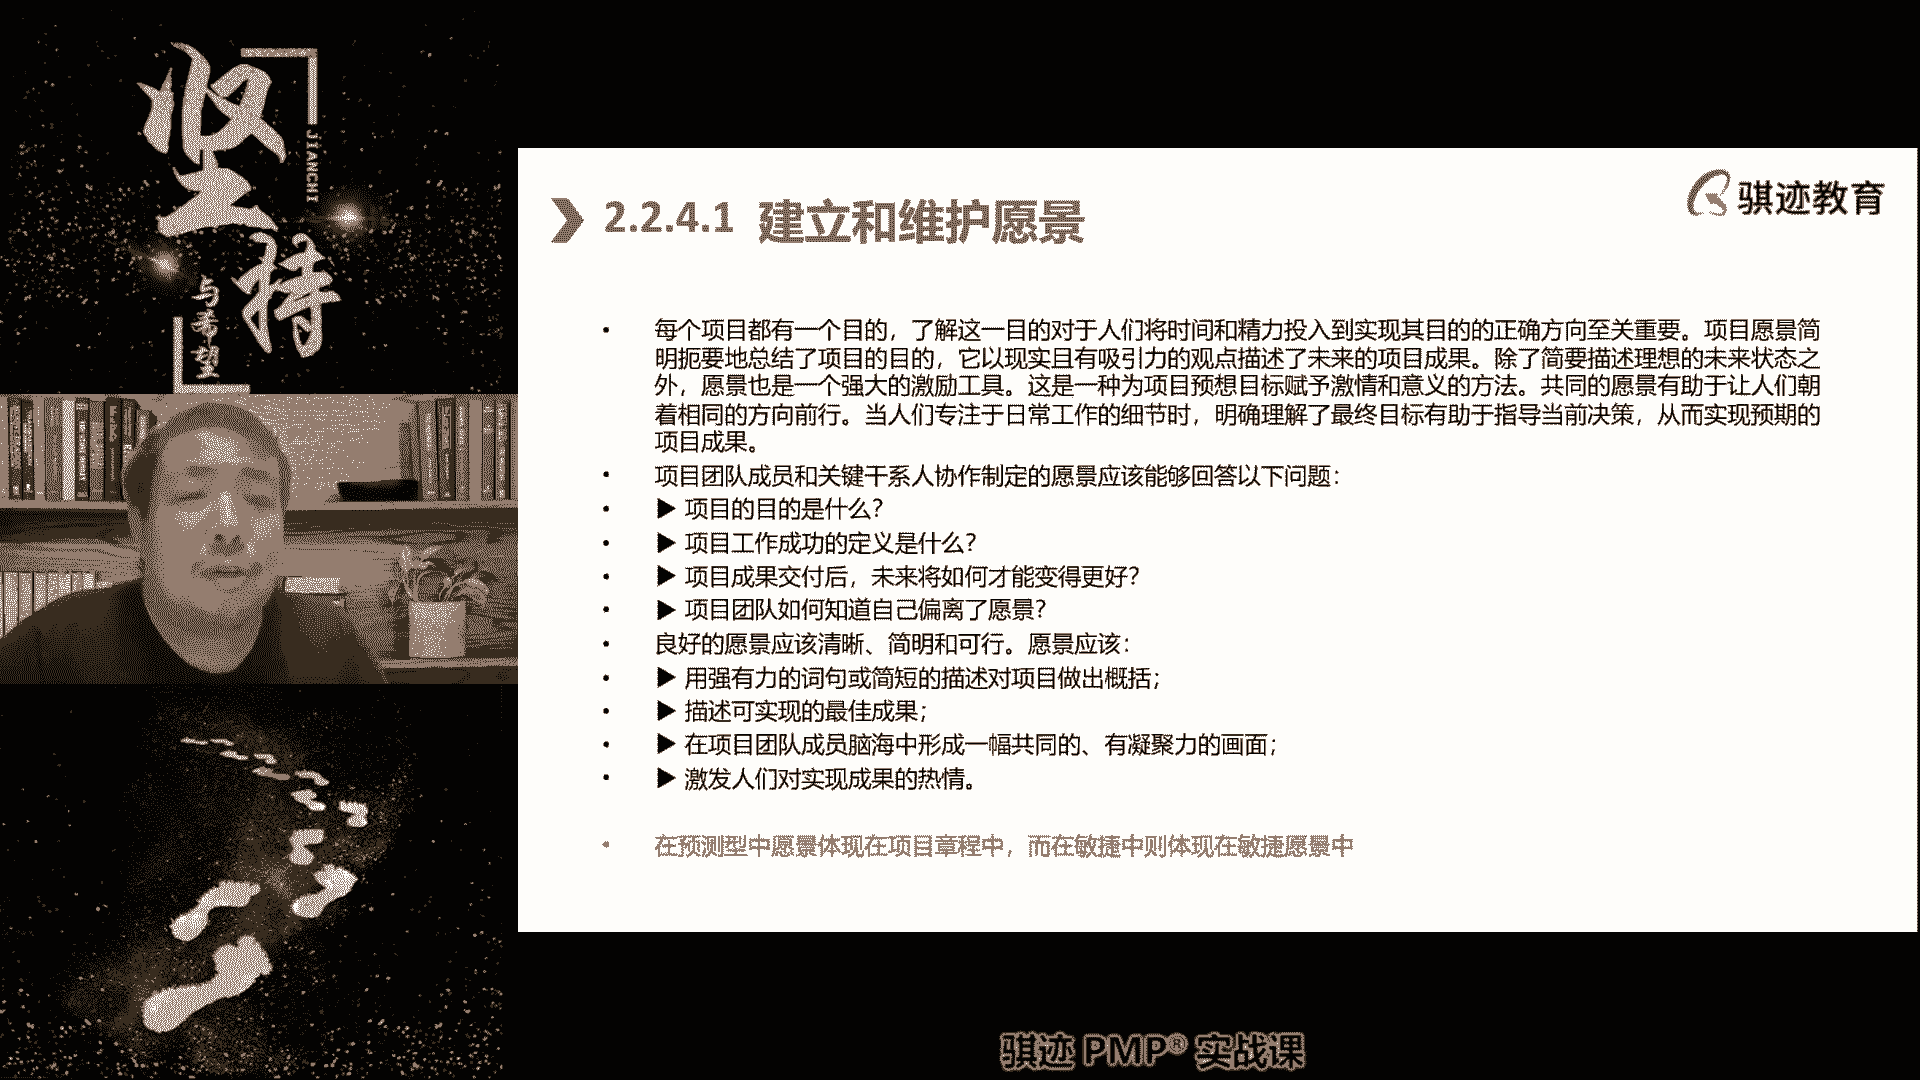 坚持
JIANCHI
与希望
骐迹教育
2.2.4.1 建立和维护愿景
• 每个项目都有一个目的，了解这一目的对于人们将时间和精力投入到实现其目的的正确方向至关重要。项目愿景简
明扼要地总结了项目的目的，它以现实且有吸引力的观点描述了未来的项目成果。除了简要描述理想的未来状态之
外，愿景也是一个强大的激励工具。这是一种为项目预想目标赋予激情和意义的方法。共同的愿景有助于让人们朝
着相同的方向前行。当人们专注于日常工作的细节时，明确理解了最终目标有助于指导当前决策，从而实现预期的
项目成果。
• 项目团队成员和关键干系人协作制定的愿景应该能够回答以下问题：
• ▶ 项目的目的是什么？
• ▶ 项目工作成功的定义是什么？
• ▶ 项目成果交付后，未来将如何才能变得更好？
• ▶ 项目团队如何知道自己偏离了愿景？
• 良好的愿景应该清晰、简明和可行。愿景应该：
• ▶ 用强有力的词句或简短的描述对项目做出概括；
• ▶ 描述可实现的最佳成果；
• ▶ 在项目团队成员脑海中形成一幅共同的、有凝聚力的画面；
• ▶ 激发人们对实现成果的热情。
• 在预测型中愿景体现在项目章程中，而在敏捷中则体现在敏捷愿景中
骐迹 PMP® 实战课